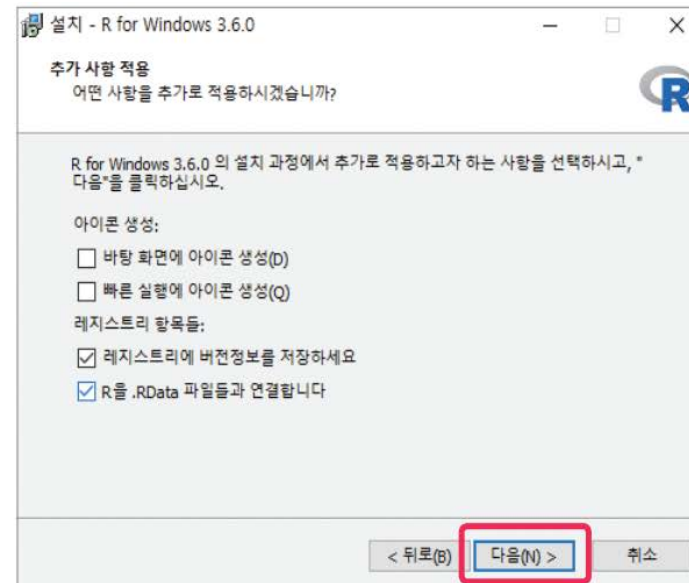 설치 - R for Windows 3.6.0
추가 사항 적용
어떤 사항을 추가로 적용하시겠습니까?
R
R for Windows 3.6.0 의 설치 과정에서 추가로 적용하고자 하는 사항을 선택하시고, "
다음"을 클릭하십시오.
아이콘 생성:
바탕 화면에 아이콘 생성(D)
빠른 실행에 아이콘 생성(Q)
레지스트리 항목들:
레지스트리에 버전정보를 저장하세요
R을 .RData 파일들과 연결합니다
< 뒤로(B) 다음(N) > 취소